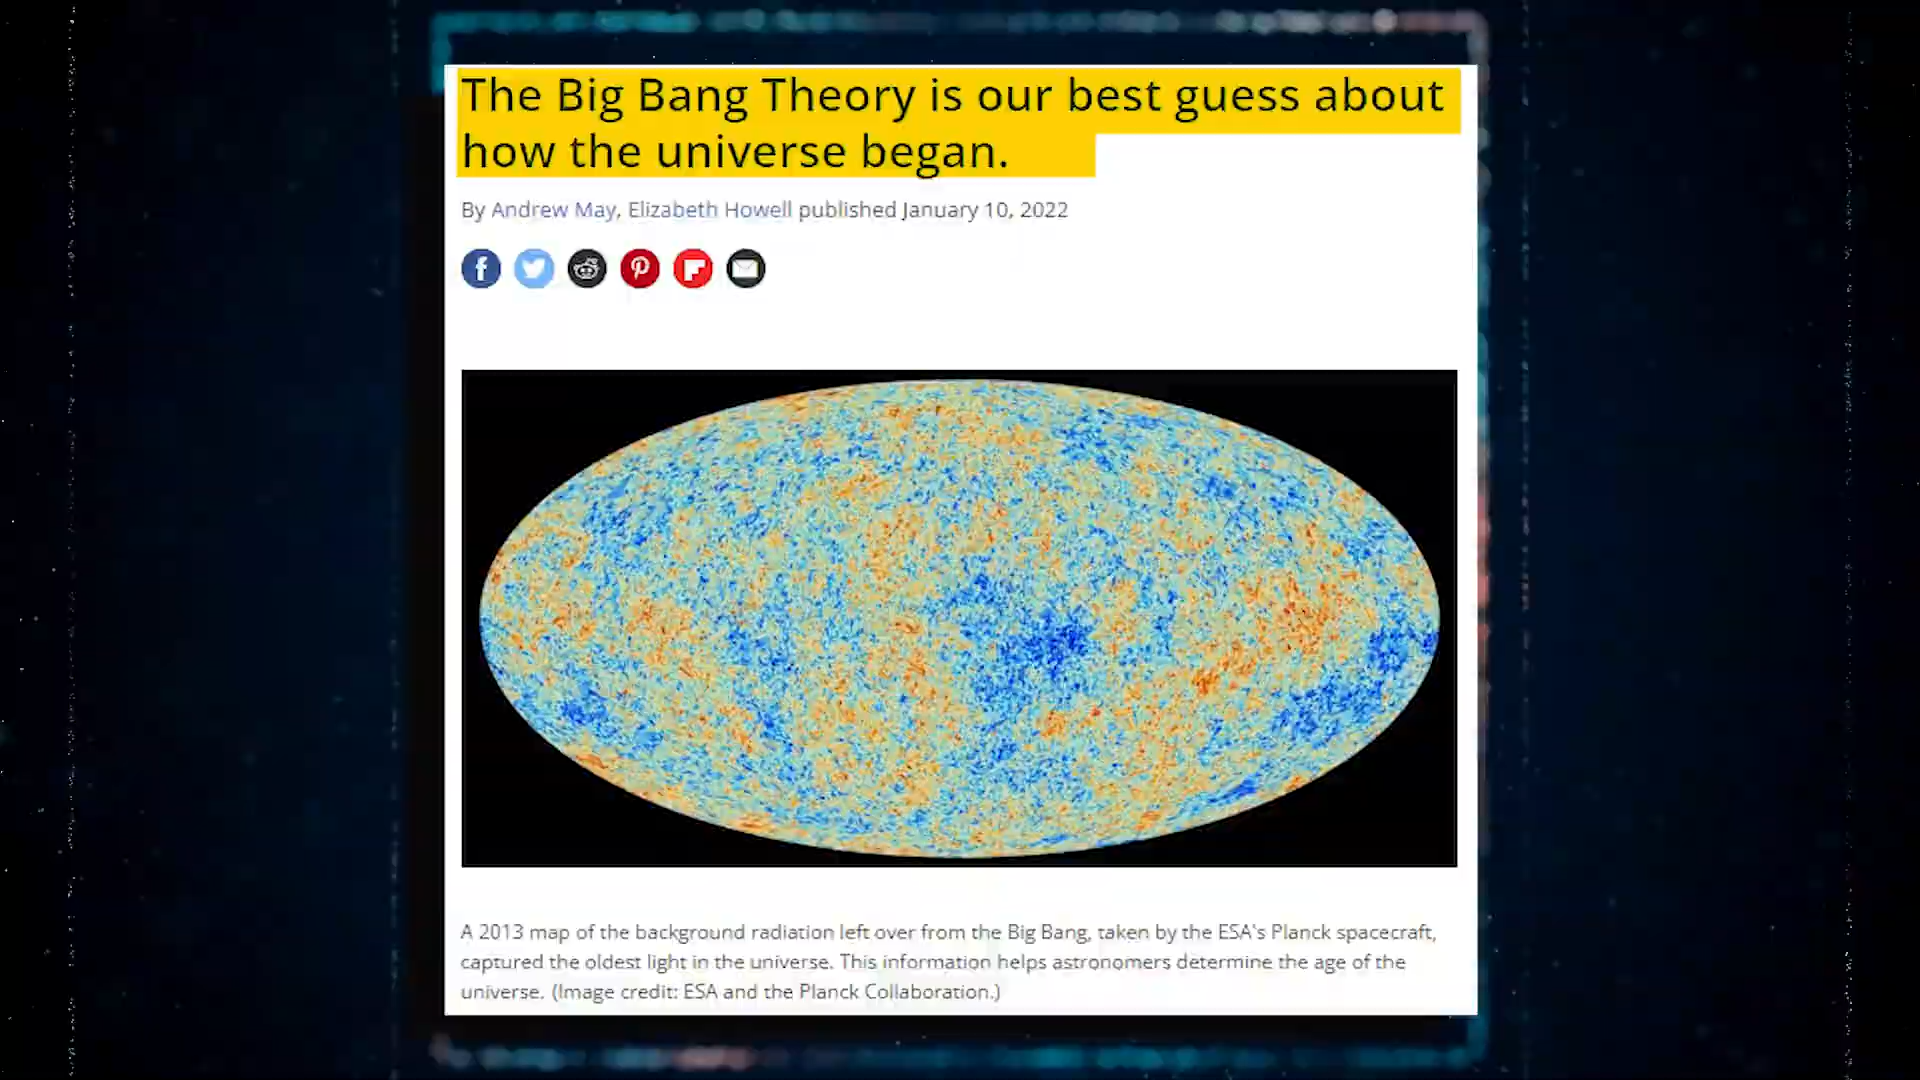 The Big Bang Theory is our best guess about
how the universe began.
By Andrew May, Elizabeth Howell published January 10, 2022
A 2013 map of the background radiation left over from the Big Bang, taken by the ESA's Planck spacecraft,
captured the oldest light in the universe. This information helps astronomers determine the age of the
universe. (Image credit: ESA and the Planck Collaboration.)